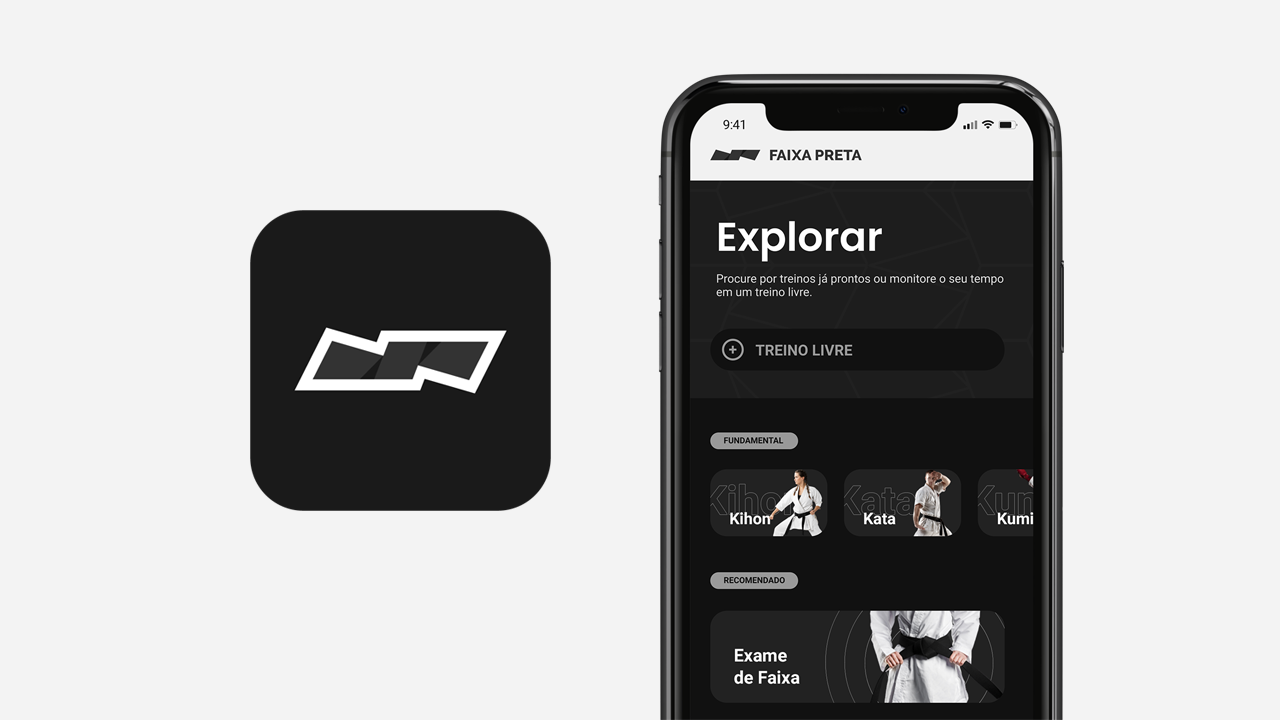 9:41
FAIXA PRETA
Explorar
Procure por treinos já prontos ou monitore o seu tempo
em um treino livre.
TREINO LIVRE
FUNDAMENTAL
Kihon
Kihon
Kata
Kata
Kum
Kumi
RECOMENDADO
Exame
de Faixa